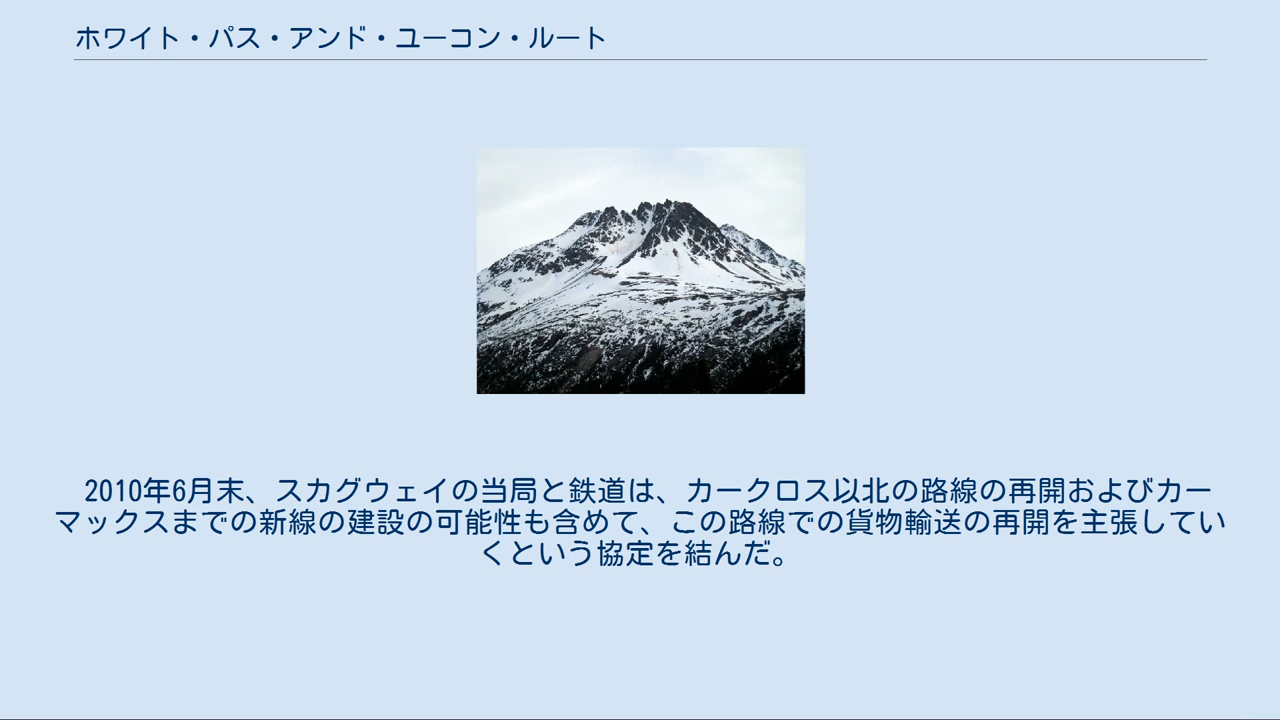 ホワイト・パス・アンド・ユーコン・ルート
2010年6月末、スカグウェイの当局と鉄道は、カークロス以北の路線の再開およびカー
マックスまでの新線の建設の可能性も含めて、この路線での貨物輸送の再開を主張してい
くという協定を結んだ。